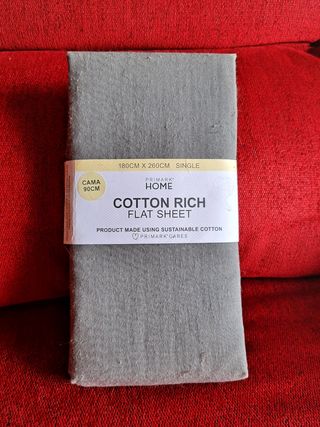 180CM X 260CM SINGLE
CAMA
90CM
PRIMARK®
HOME
COTTON RICH
FLAT SHEET
PRODUCT MADE USING SUSTAINABLE COTTON
PRIMARK CARES